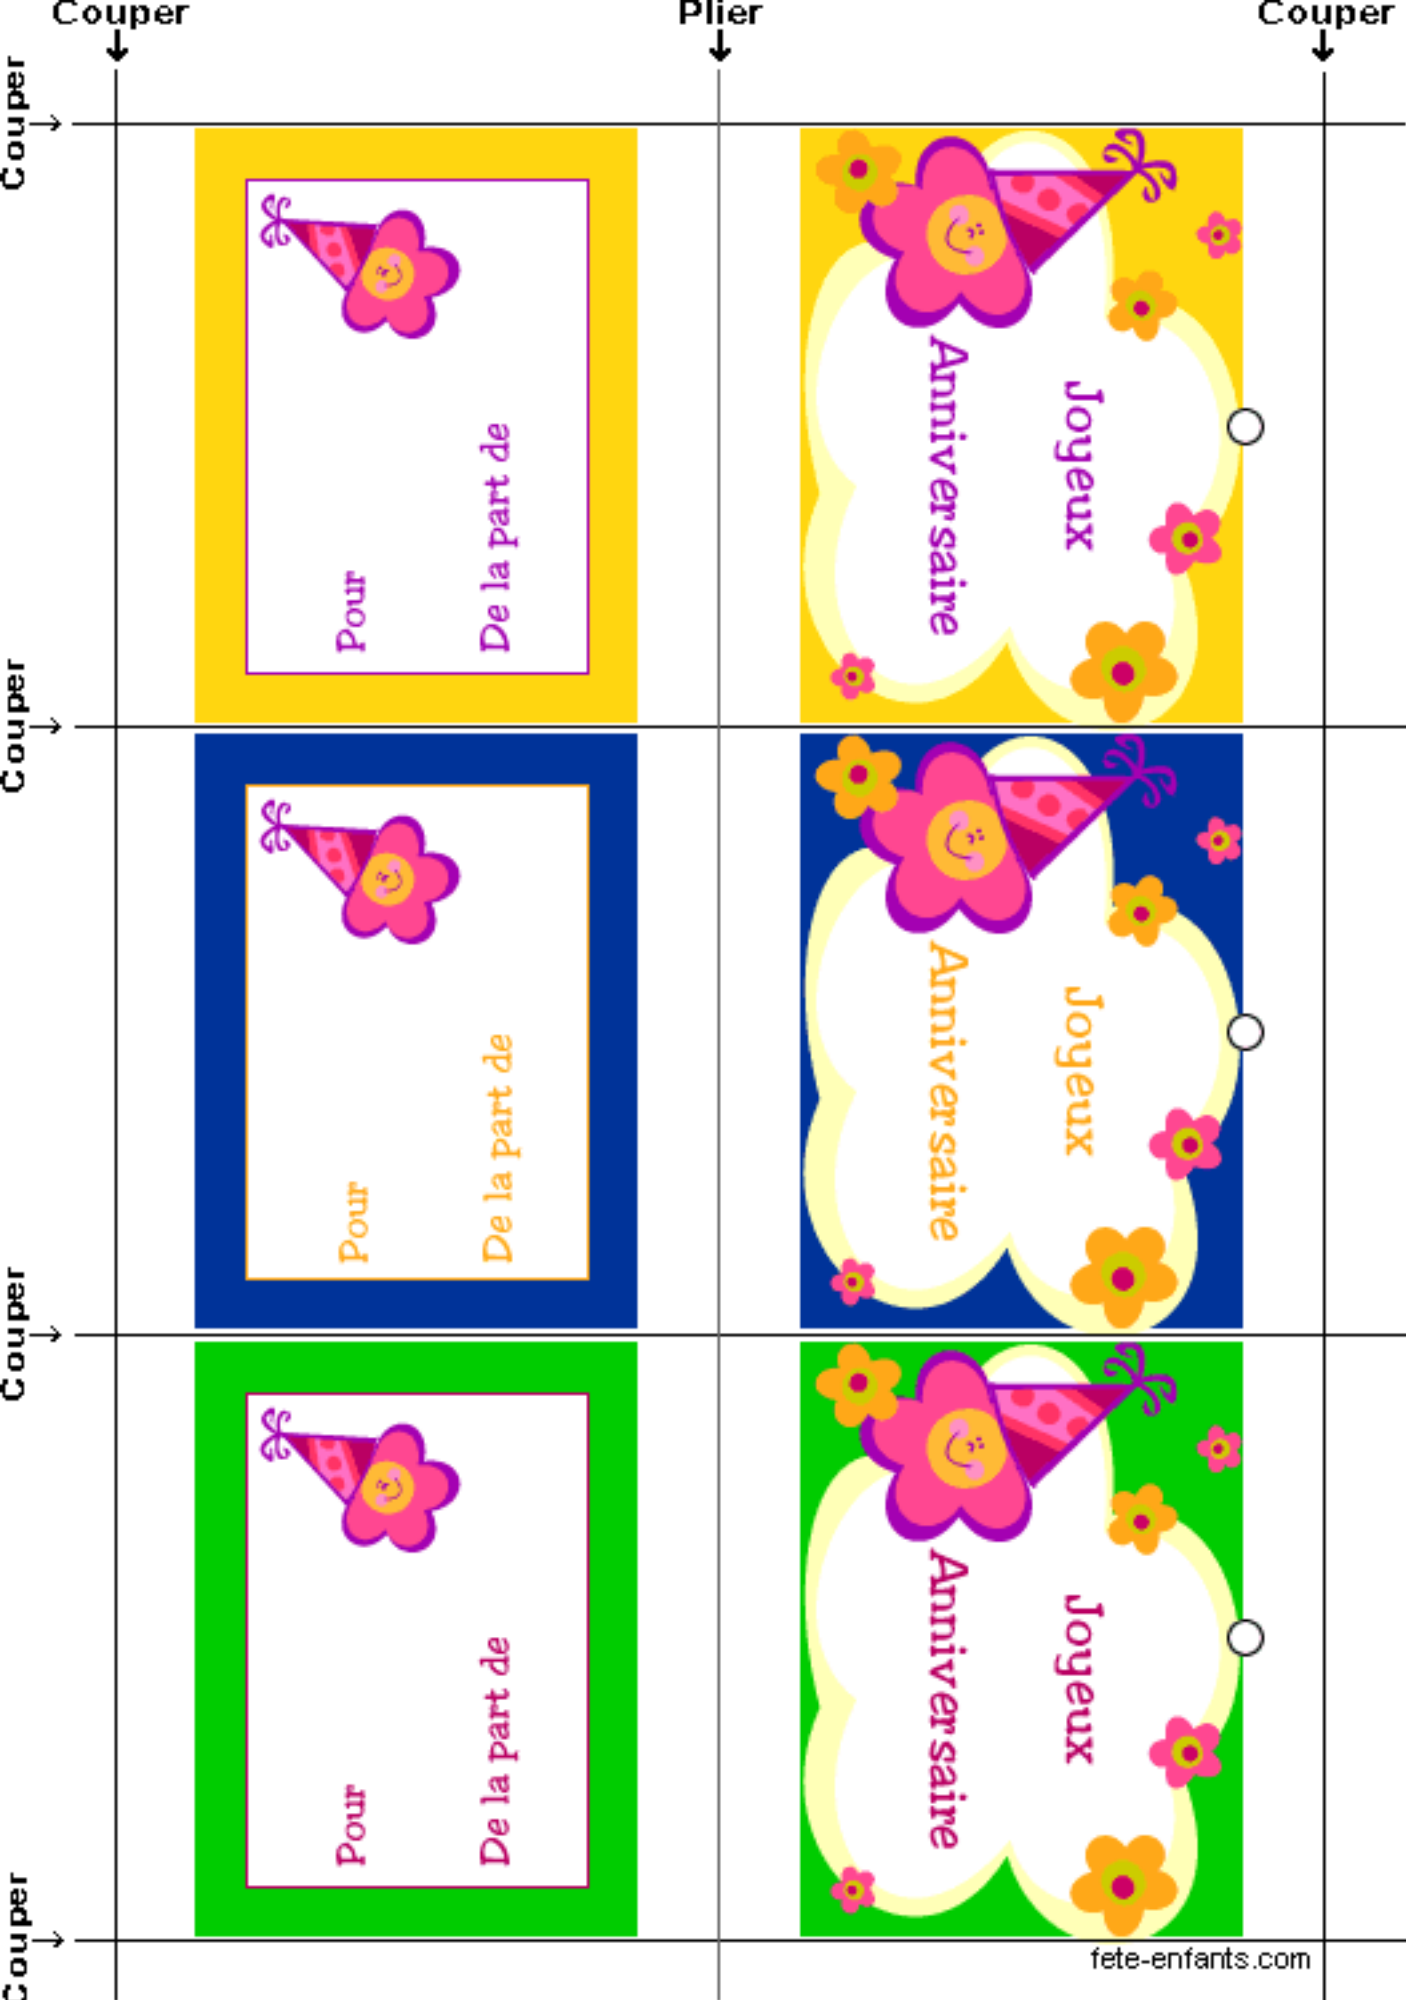 Couper
Plier
Couper
Couper
Pour
De la part de
Joyeux
Anniversaire
Couper
Pour
De la part de
Joyeux
Anniversaire
Couper
Pour
De la part de
Joyeux
Anniversaire
Couper
fete-enfants.com